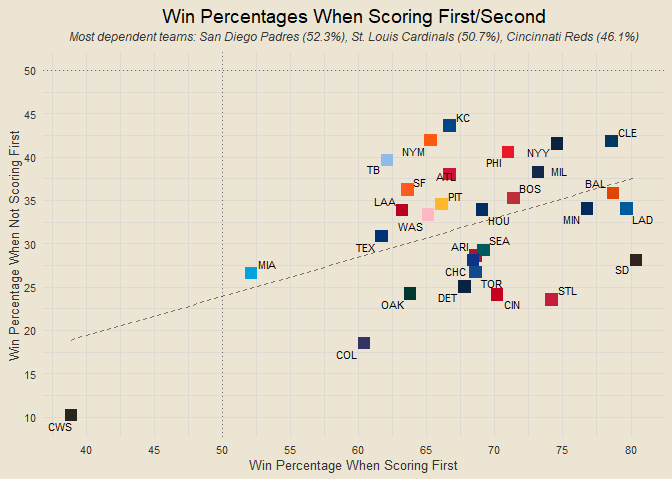 Win Percentages When Scoring First/Second
Most dependent teams: San Diego Padres (52.3%), St. Louis Cardinals (50.7%), Cincinnati Reds (46.1%)
Win Percentage When Not Scoring First
50
45
40
35
30
25
20
15
10
KC
CLE
NYM
NYY
PHI
TB
ATL
MIL
SF
BOS
BAL
PIT
LAA
HOU
MIN
LAD
WAS
TEX
SEA
ARI
MIA
CHC
SD
TOR
DET
STL
OAK
CIN
COL
CWS
40
45
50
55
60
65
70
75
80
Win Percentage When Scoring First